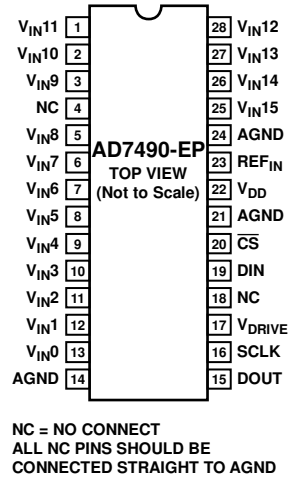 VIN11 1 28 VIN12
VIN10 2 27 VIN13
VIN9 3 26 VIN14
NC 4 25 VIN15
VIN8 5 24 AGND
AD7490-EP
VIN7 6 23 REFIN
TOP VIEW
VIN6 7 22 VDD
(Not to Scale)
VIN5 8 21 AGND
VIN4 9 20 CS
VIN3 10 19 DIN
VIN2 11 18 NC
VIN1 12 17 VDRIVE
VIN0 13 16 SCLK
AGND 14 15 DOUT
NC = NO CONNECT
ALL NC PINS SHOULD BE
CONNECTED STRAIGHT TO AGND